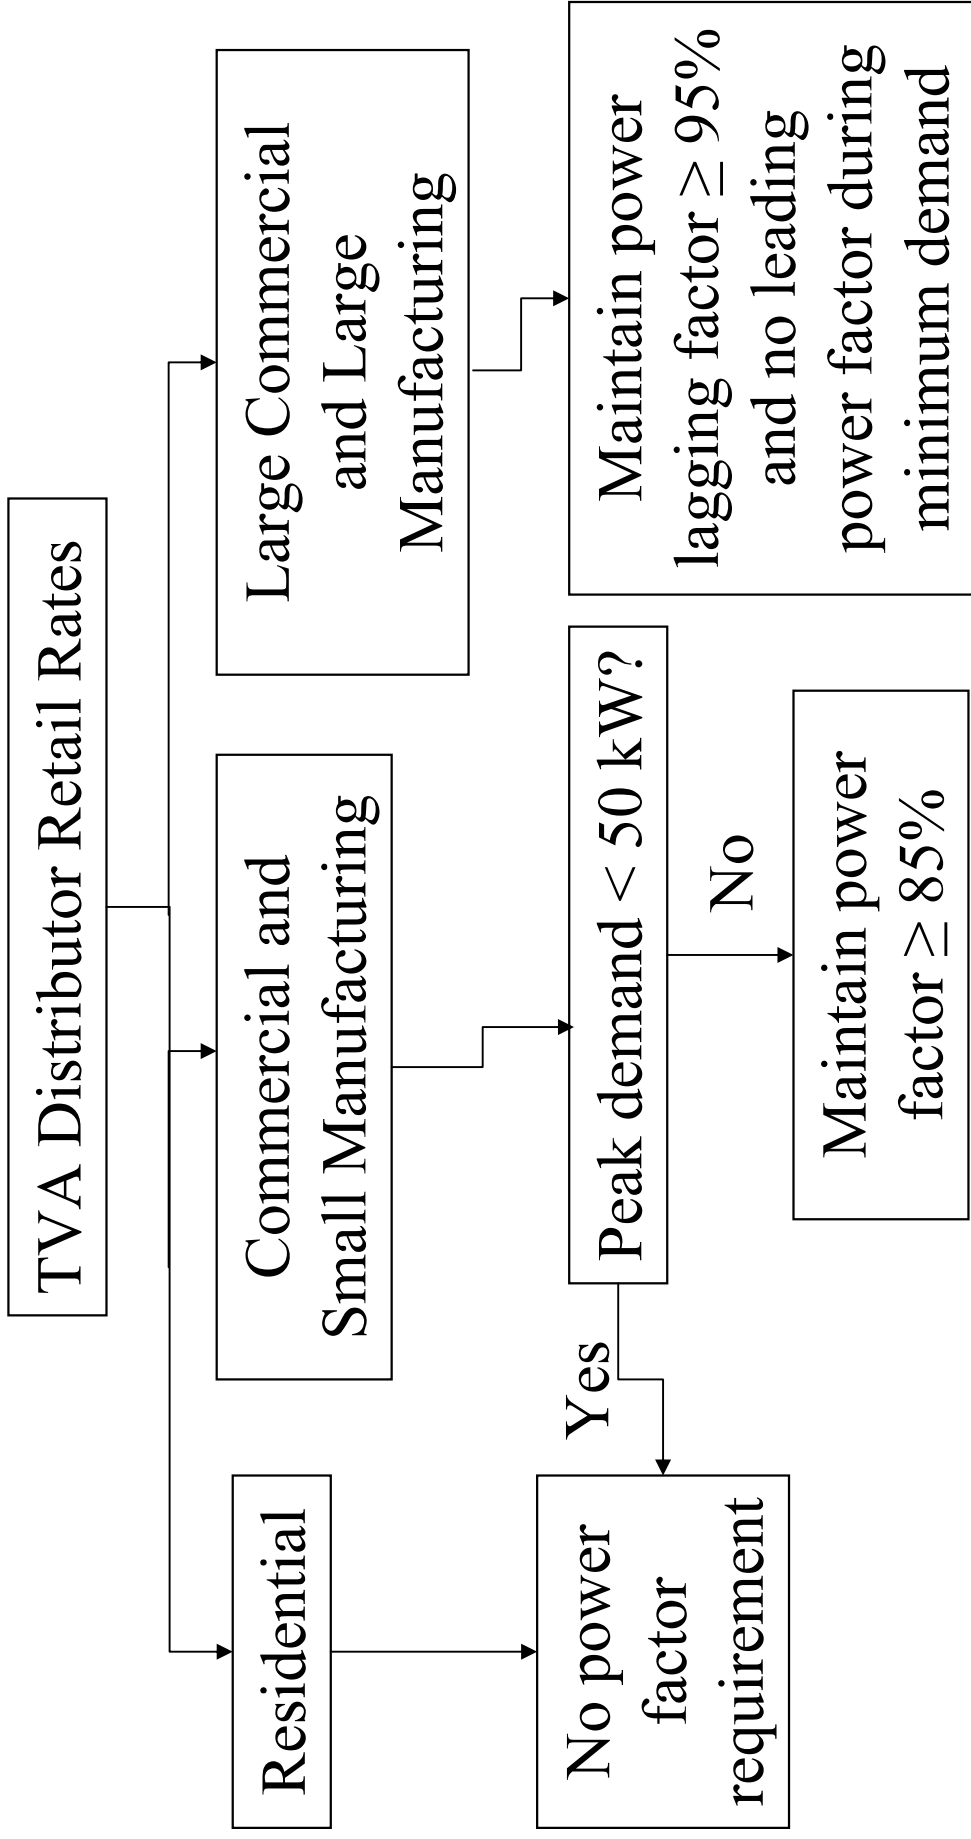 TVA Distributor Retail Rates
Residential
Commercial and
Small Manufacturing
Large Commercial
and Large
Manufacturing
Yes
Peak demand < 50 kW?
No
No power
factor
requirement
Maintain power
factor ≥ 85%
Maintain power
lagging factor ≥ 95%
and no leading
power factor during
minimum demand